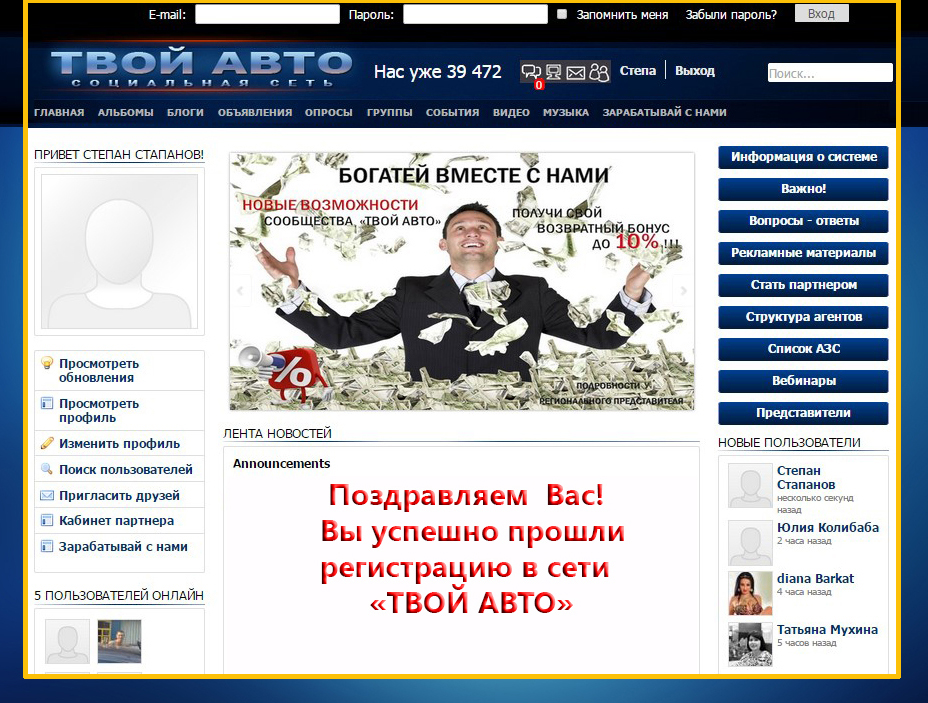 E-mail: Пароль: Запомнить меня Забыли пароль? Вход
ТВОЙ АВТО
СОЦИАЛЬНАЯ СЕТЬ
Нас уже 39 472
0
Степа Выход
Поиск...
ГЛАВНАЯ АЛЬБОМЫ БЛОГИ ОБЪЯВЛЕНИЯ ОПРОСЫ ГРУППЫ СОБЫТИЯ ВИДЕО МУЗЫКА ЗАРАБАТЫВАЙ С НАМИ
ПРИВЕТ СТЕПАН СТАПАНОВ!
Просмотреть
обновления
Просмотреть
профиль
Изменить профиль
Поиск пользователей
Пригласить друзей
Кабинет партнера
Зарабатывай с нами
5 ПОЛЬЗОВАТЕЛЕЙ ОНЛАЙН
БОГАТЕЙ ВМЕСТЕ С НАМИ
НОВЫЕ ВОЗМОЖНОСТИ
СООБЩЕСТВА «ТВОЙ АВТО»
ПОЛУЧИ СВОЙ
ВОЗВРАТНЫЙ БОНУС
ДО 10% !!!
%
ПОДРОБНОСТИ У
РЕГИОНАЛЬНОГО ПРЕДСТАВИТЕЛЯ
ЛЕНТА НОВОСТЕЙ
Announcements
Поздравляем Вас!
Вы успешно прошли
регистрацию в сети
«ТВОЙ АВТО»
Информация о системе
Важно!
Вопросы - ответы
Рекламные материалы
Стать партнером
Структура агентов
Список АЗС
Вебинары
Представители
НОВЫЕ ПОЛЬЗОВАТЕЛИ
Степан
Стапанов
несколько секунд
назад
Юлия Колибаба
2 часа назад
diana Barkat
4 часа назад
Татьяна Мухина
5 часов назад